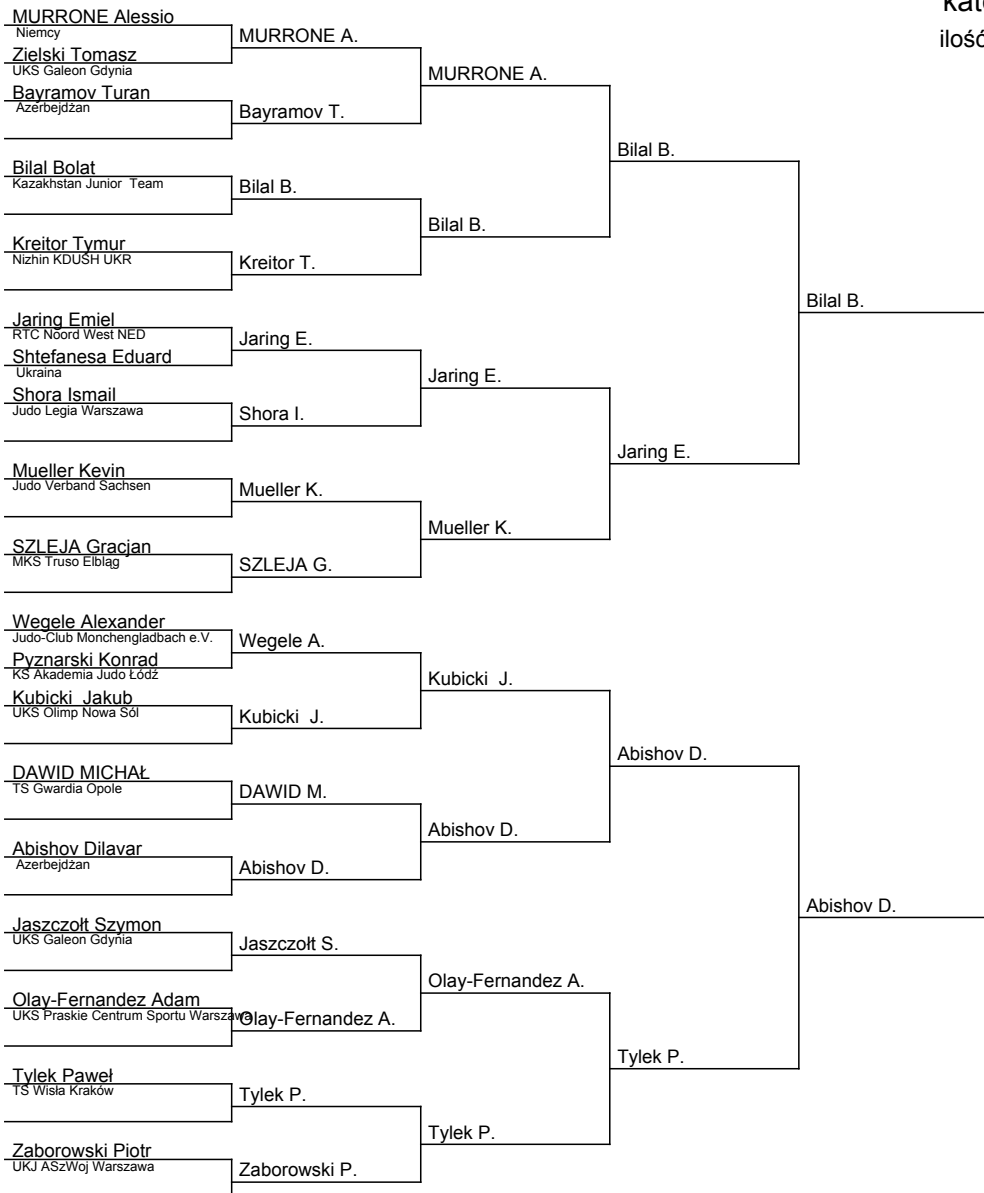 kat
ilość
MURRONE Alessio
Niemcy
Zielski Tomasz
UKS Galeon Gdynia
Bayramov Turan
Azerbejdżan
Bilal Bolat
Kazakhstan Junior Team
Kreitor Tymur
Nizhin KDUSH UKR
Jaring Emiel
RTC Noord West NED
Shtefanesa Eduard
Ukraina
Shora Ismail
Judo Legia Warszawa
Mueller Kevin
Judo Verband Sachsen
SZLEJA Gracjan
MKS Truso Elbląg
Wegele Alexander
Judo-Club Monchengladbach e.V.
Pyznarski Konrad
KS Akademia Judo Łódź
Kubicki Jakub
UKS Olimp Nowa Sól
DAWID MICHAŁ
TS Gwardia Opole
Abishov Dilavar
Azerbejdżan
Jaszczołt Szymon
UKS Galeon Gdynia
Olay-Fernandez Adam
UKS Praskie Centrum Sportu Warszawa
Tylek Paweł
TS Wisła Kraków
Zaborowski Piotr
UKJ ASzWoj Warszawa
MURRONE A.
Bayramov T.
Bilal B.
Kreitor T.
Jaring E.
Shora I.
Mueller K.
SZLEJA G.
Wegele A.
Kubicki J.
DAWID M.
Abishov D.
Jaszczołt S.
Olay-Fernandez A.
Tylek P.
Zaborowski P.
MURRONE A.
Bilal B.
Jaring E.
Mueller K.
Kubicki J.
Abishov D.
Olay-Fernandez A.
Tylek P.
Bilal B.
Jaring E.
Abishov D.
Tylek P.
Bilal B.
Abishov D.